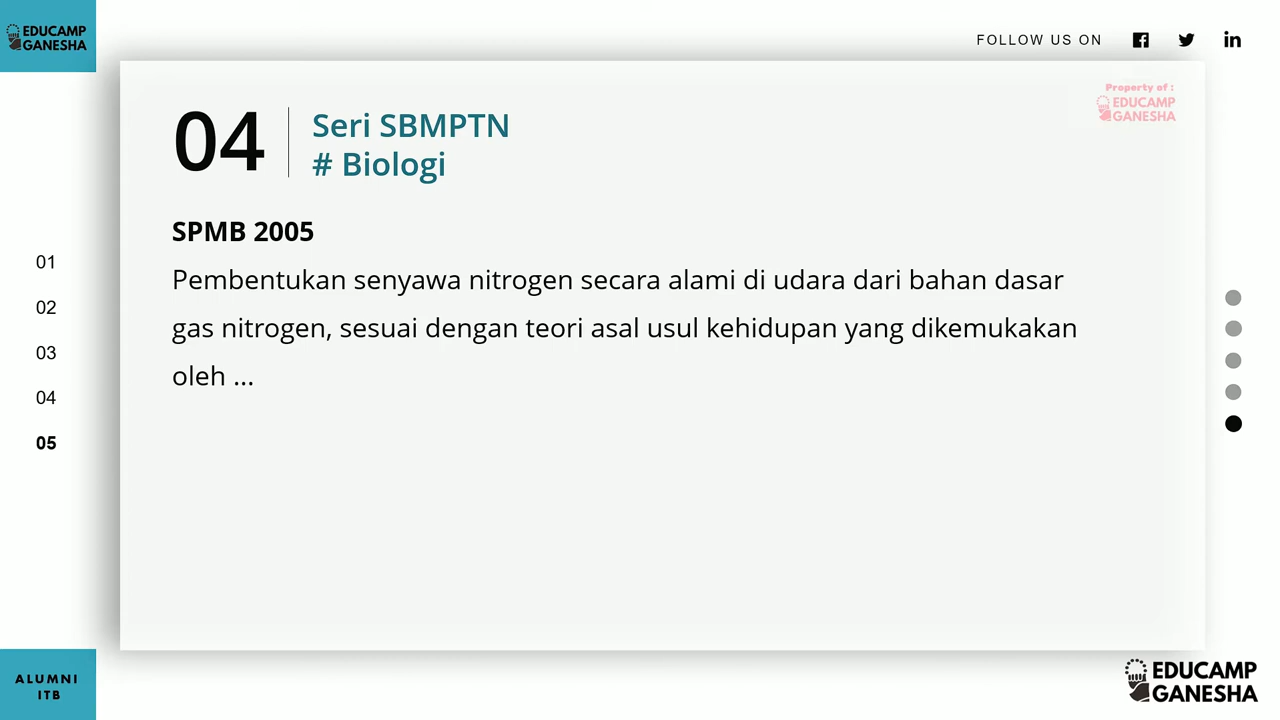 EDUCAMP
GANESHA
FOLLOW US ON
Property of :
EDUCAMP
GANESHA
04
Seri SBMPTN
# Biologi
SPMB 2005
Pembentukan senyawa nitrogen secara alami di udara dari bahan dasar
gas nitrogen, sesuai dengan teori asal usul kehidupan yang dikemukakan
oleh ...
01
02
03
04
05
ALUMNI
ITB
EDUCAMP
GANESHA